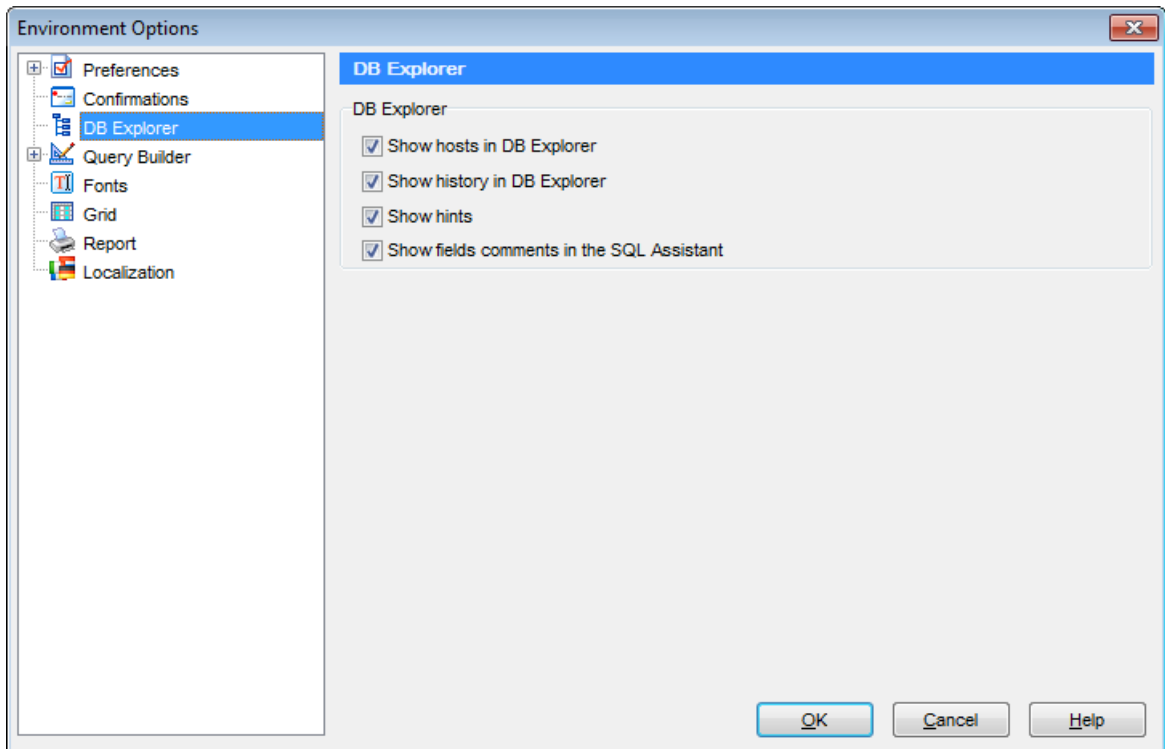 Environment Options
Preferences
Confirmations
DB Explorer
Query Builder
Fonts
Grid
Report
Localization
DB Explorer
DB Explorer
Show hosts in DB Explorer
Show history in DB Explorer
Show hints
Show fields comments in the SQL Assistant
OK
Cancel
Help